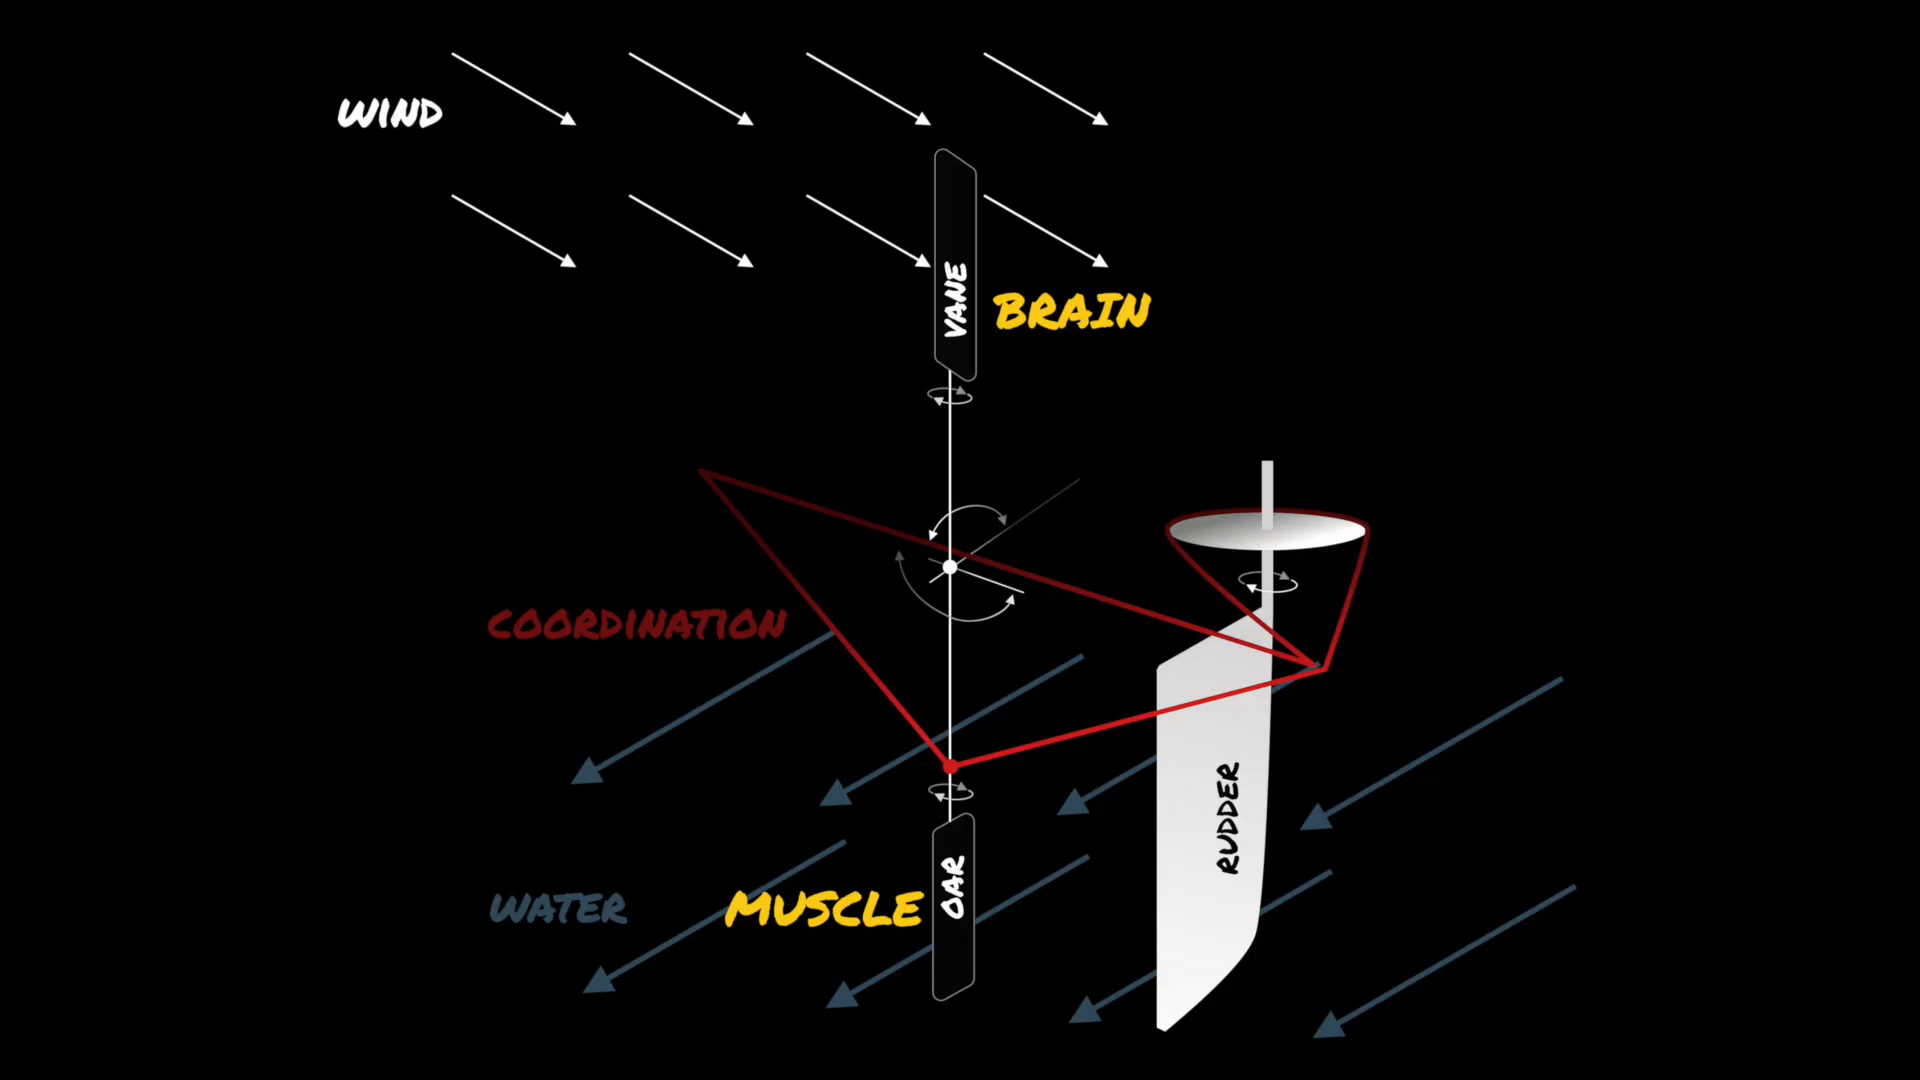 WIND
VANE
BRAIN
COORDINATION
RUDDER
WATER
MUSCLE
OAR